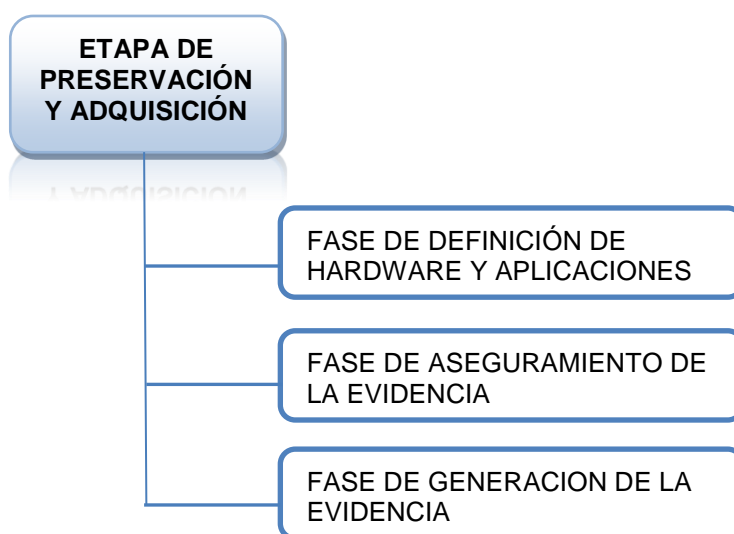 ETAPA DE
PRESERVACIÓN
Y ADQUISICIÓN
FASE DE DEFINICIÓN DE
HARDWARE Y APLICACIONES
FASE DE ASEGURAMIENTO DE
LA EVIDENCIA
FASE DE GENERACION DE LA
EVIDENCIA